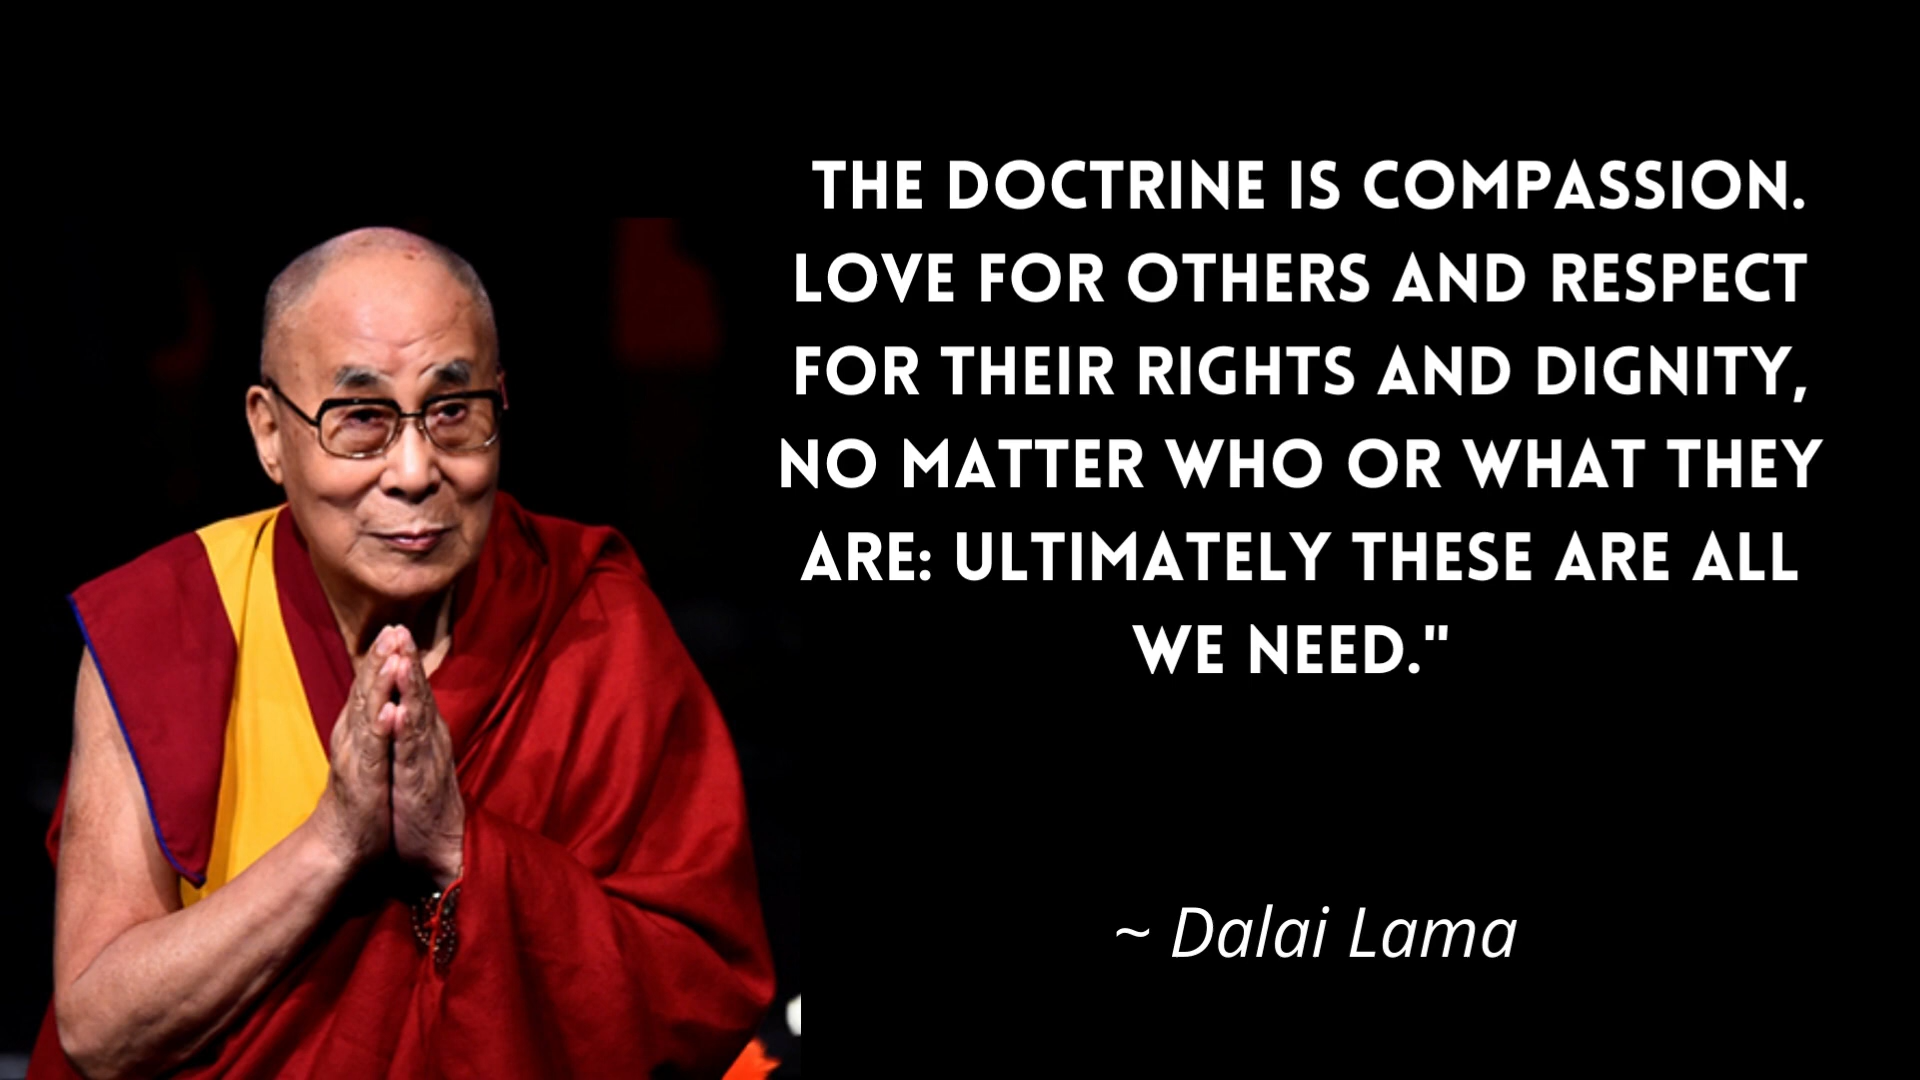 THE DOCTRINE IS COMPASSION.
LOVE FOR OTHERS AND RESPECT
FOR THEIR RIGHTS AND DIGNITY,
NO MATTER WHO OR WHAT THEY
ARE: ULTIMATELY THESE ARE ALL
WE NEED."
~ Dalai Lama